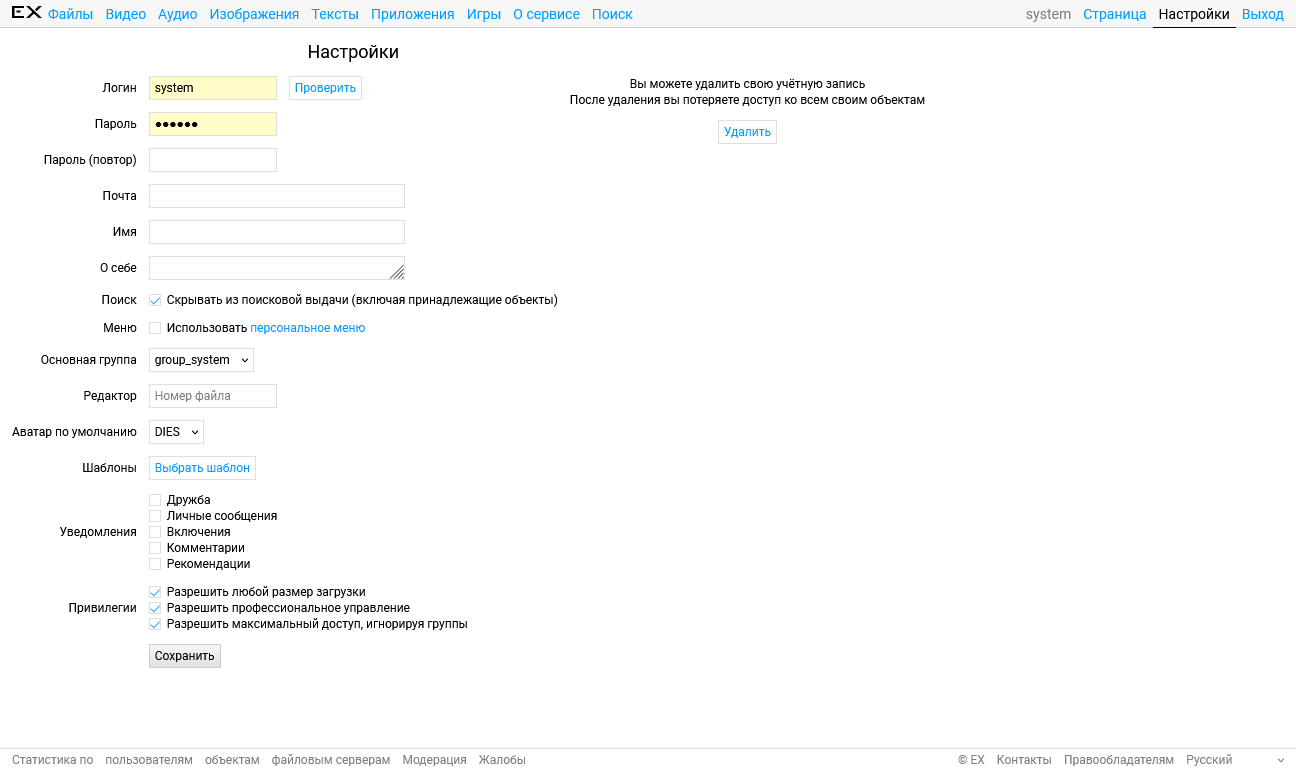 EX Файлы Видео Аудио Изображения Тексты Приложения Игры О сервисе Поиск system Страница Настройки Выход
Настройки
Логин system Проверить
Пароль ●●●●●●
Пароль (повтор)
Почта
Имя
О себе
Поиск Скрывать из поисковой выдачи (включая принадлежащие объекты)
Меню Использовать персональное меню
Основная группа group_system
Редактор Номер файла
Аватар по умолчанию DIES
Шаблоны Выбрать шаблон
Уведомления
Дружба
Личные сообщения
Включения
Комментарии
Рекомендации
Привилегии
Разрешить любой размер загрузки
Разрешить профессиональное управление
Разрешить максимальный доступ, игнорируя группы
Сохранить
Вы можете удалить свою учётную запись
После удаления вы потеряете доступ ко всем своим объектам
Удалить
Статистика по пользователям объектам файловым серверам Модерация Жалобы © EX Контакты Правообладателям Русский